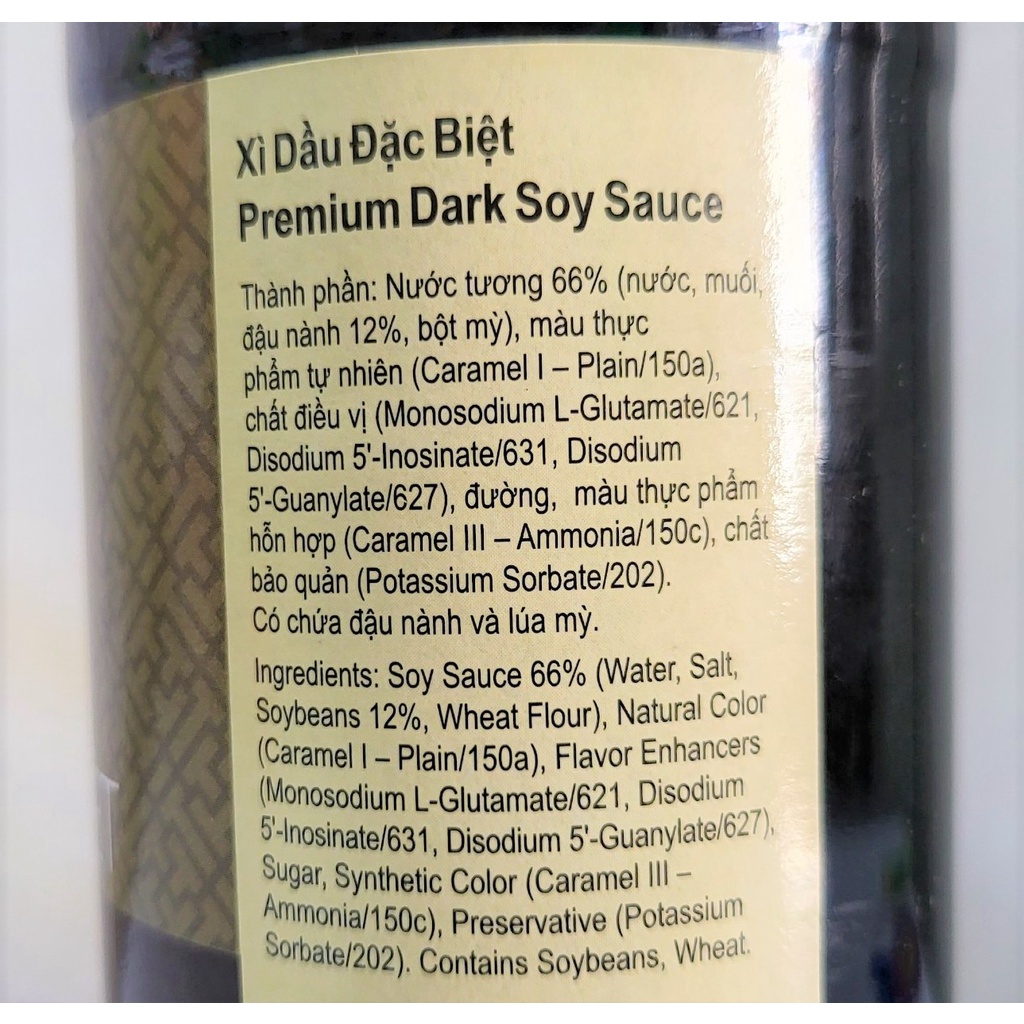 Xì Dầu Đặc Biệt
Premium Dark Soy Sauce
Thành phần: Nước tương 66% (nước, muối,
đậu nành 12%, bột mỳ), màu thực
phẩm tự nhiên (Caramel I – Plain/150a),
chất điều vị (Monosodium L-Glutamate/621,
Disodium 5'-Inosinate/631, Disodium
5'-Guanylate/627), đường, màu thực phẩm
hỗn hợp (Caramel III – Ammonia/150c), chất
bảo quản (Potassium Sorbate/202).
Có chứa đậu nành và lúa mỳ.
Ingredients: Soy Sauce 66% (Water, Salt,
Soybeans 12%, Wheat Flour), Natural Color
(Caramel I – Plain/150a), Flavor Enhancers
(Monosodium L-Glutamate/621, Disodium
5'-Inosinate/631, Disodium 5'-Guanylate/627),
Sugar, Synthetic Color (Caramel III –
Ammonia/150c), Preservative (Potassium
Sorbate/202). Contains Soybeans, Wheat.